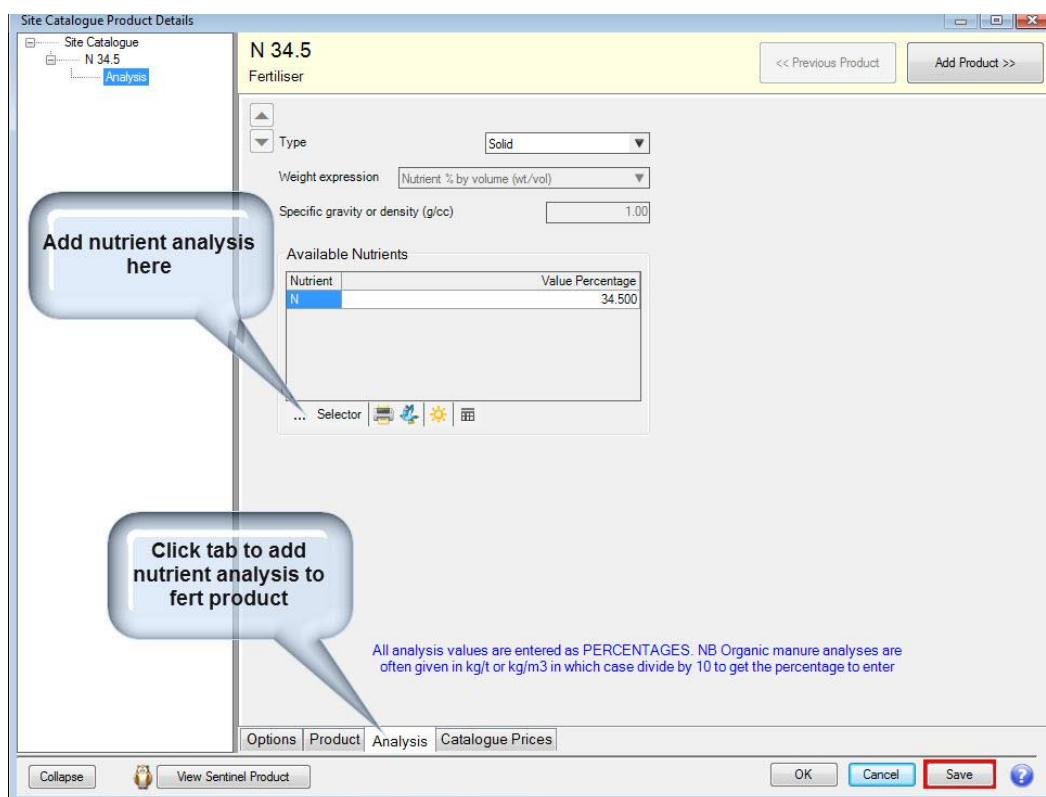 Site Catalogue Product Details
Site Catalogue
N 34.5
Analysis
N 34.5
Fertiliser
<< Previous Product
Add Product >>
Type
Solid
Weight expression
Nutrient % by volume (wt/vol)
Specific gravity or density (g/cc)
1.00
Add nutrient analysis
here
Available Nutrients
Nutrient Value Percentage
N 34.500
... Selector
Click tab to add
nutrient analysis to
fert product
All analysis values are entered as PERCENTAGES. NB Organic manure analyses are
often given in kg/t or kg/m3 in which case divide by 10 to get the percentage to enter
Options Product Analysis Catalogue Prices
Collapse View Sentinel Product OK Cancel Save ?